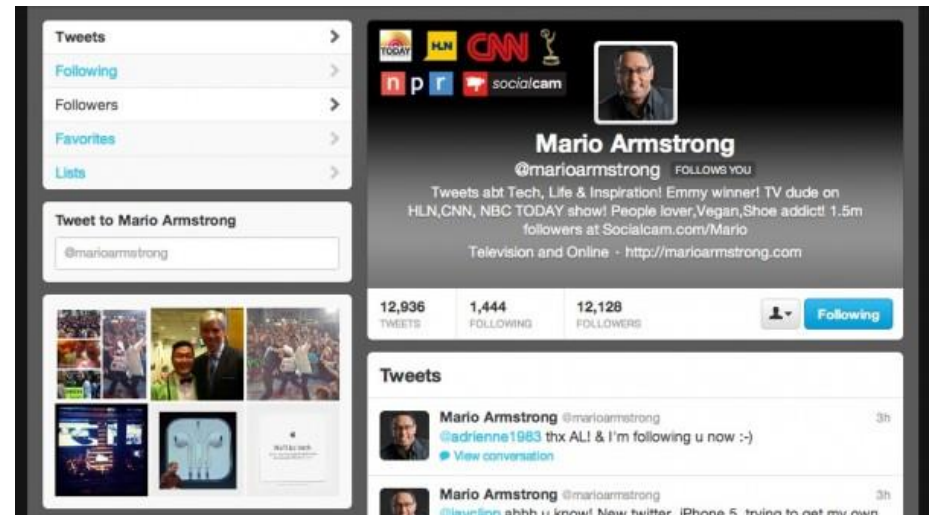 Tweets
Following
Followers
Favorites
Lists
Tweet to Mario Armstrong
@marioarmstrong
TODAY
HLN
CNN
n p r
socialcam
Mario Armstrong
@marioarmstrong FOLLOWS YOU
Tweets abt Tech, Life & Inspiration! Emmy winner! TV dude on
HLN,CNN, NBC TODAY show! People lover,Vegan,Shoe addict! 1.5m
followers at Socialcam.com/Mario
Television and Online · http://marioarmstrong.com
12,936 1,444 12,128
TWEETS FOLLOWING FOLLOWERS
Following
Tweets
Mario Armstrong @marioarmstrong 3h
@adrienne1983 thx AL! & I'm following u now :-)
View conversation
Mario Armstrong @marioarmstrong 3h
ahhh u know! New twitter, iPhone 5, trying to get my own